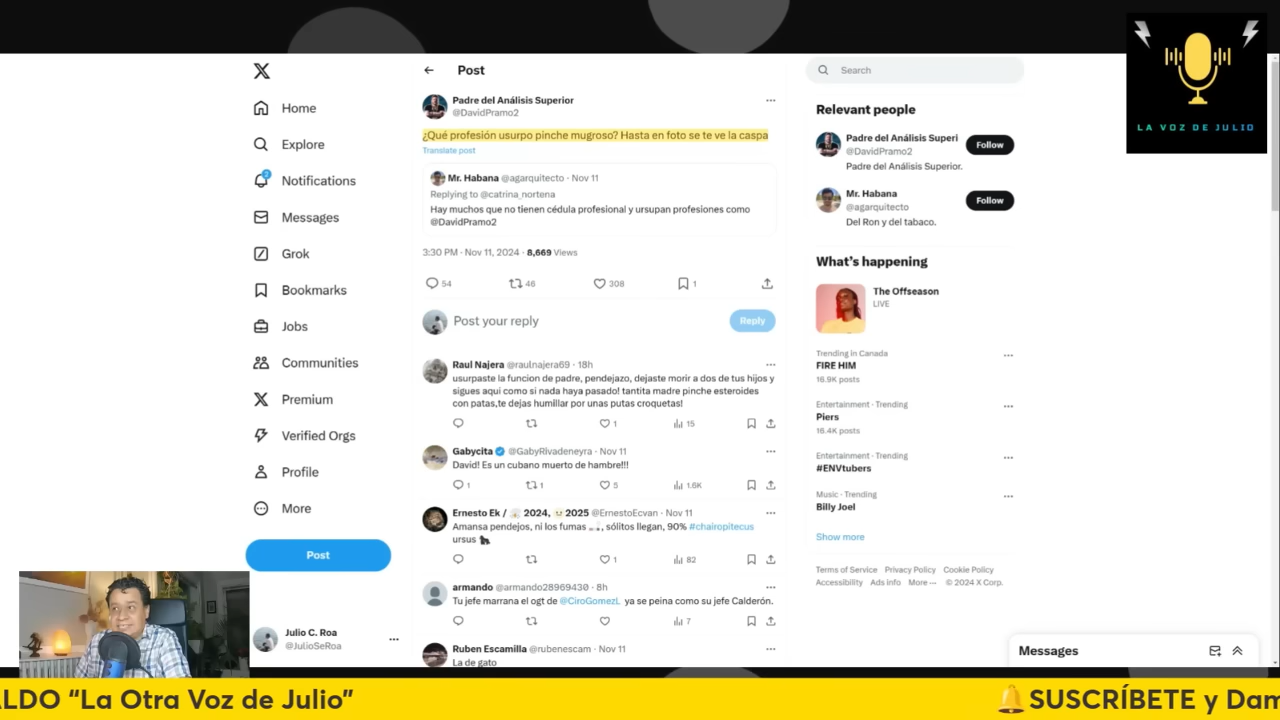 Home
Explore
2
Notifications
Messages
Grok
Bookmarks
Jobs
Communities
Premium
Verified Orgs
Profile
More
Post
Julio C. Roa
@JulioSeRoa
Post
Padre del Análisis Superior
@DavidPramo2
¿Qué profesión usurpo pinche mugroso? Hasta en foto se te ve la caspa
Translate post
Mr. Habana @agarquitecto · Nov 11
Replying to @catrina_nortena
Hay muchos que no tienen cédula profesional y ursupan profesiones como
@DavidPramo2
3:30 PM · Nov 11, 2024 · 8,669 Views
54
46
308
1
Post your reply
Reply
Raul Najera @raulnajera69 · 18h
usurpaste la funcion de padre, pendejazo, dejaste morir a dos de tus hijos y
sigues aqui como si nada haya pasado! tantita madre pinche esteroides
con patas,te dejas humillar por unas putas croquetas!
1
15
Gabycita @GabyRivadeneyra · Nov 11
David! Es un cubano muerto de hambre!!!
1
1
5
1.6K
Ernesto Ek / 2024, 2025 @ErnestoEcvan · Nov 11
Amansa pendejos, ni los fumas , sólitos llegan, 90% #chairopitecus
ursus
1
82
armando @armando28969430 · 8h
Tu jefe marrana el ogt de @CiroGomezL ya se peina como su jefe Calderón.
7
Ruben Escamilla @rubenescam · Nov 11
La de gato
Search
Relevant people
Padre del Análisis Superi
@DavidPramo2
Follow
Padre del Análisis Superior.
Mr. Habana
@agarquitecto
Follow
Del Ron y del tabaco.
What's happening
The Offseason
LIVE
Trending in Canada
FIRE HIM
16.9K posts
Entertainment · Trending
Piers
16.4K posts
Entertainment · Trending
#ENVtubers
Music · Trending
Billy Joel
Show more
Terms of Service Privacy Policy Cookie Policy
Accessibility Ads info More ··· © 2024 X Corp.
Messages
LA VOZ DE JULIO
ALDO “La Otra Voz de Julio”
SUSCRÍBETE y Dam